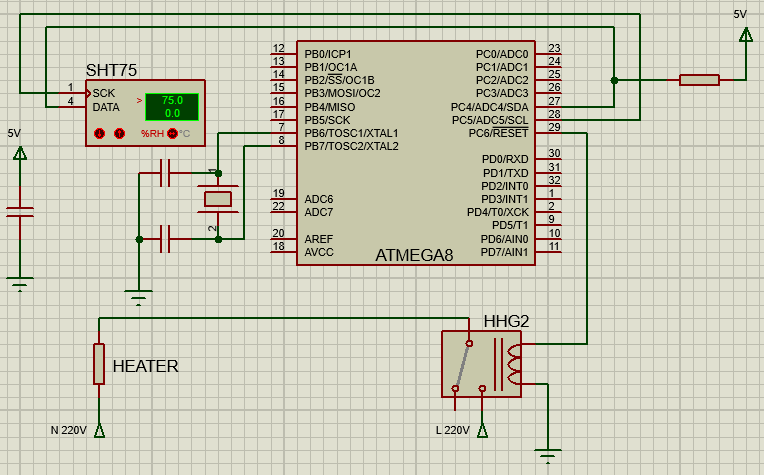 5V
SHT75
1 SCK
4 DATA
>
75.0
0.0
%RH °C
5V
1
2
12 PB0/ICP1
13 PB1/OC1A
14 PB2/SS/OC1B
15 PB3/MOSI/OC2
16 PB4/MISO
17 PB5/SCK
7 PB6/TOSC1/XTAL1
8 PB7/TOSC2/XTAL2
19 ADC6
22 ADC7
20 AREF
18 AVCC
PC0/ADC0 23
PC1/ADC1 24
PC2/ADC2 25
PC3/ADC3 26
PC4/ADC4/SDA 27
PC5/ADC5/SCL 28
PC6/RESET 29
PD0/RXD 30
PD1/TXD 31
PD2/INT0 32
PD3/INT1 1
PD4/T0/XCK 2
PD5/T1 9
PD6/AIN0 10
PD7/AIN1 11
ATMEGA8
HHG2
HEATER
N 220V
L 220V